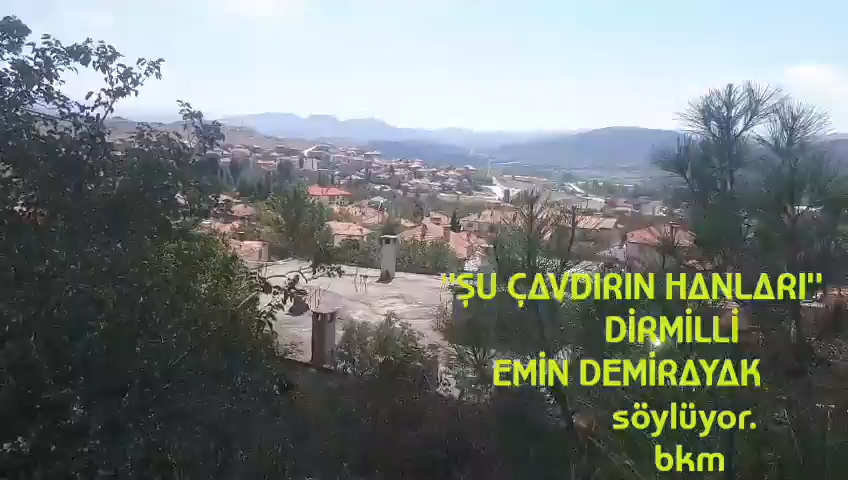 "ŞU ÇAVDIRIN HANLARI"
DİRMİLLİ
EMİN DEMİRAYAK
söylüyor.
bkm